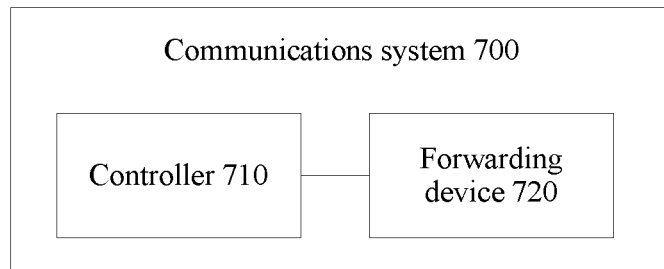 Communications system 700
Controller 710
Forwarding
device 720